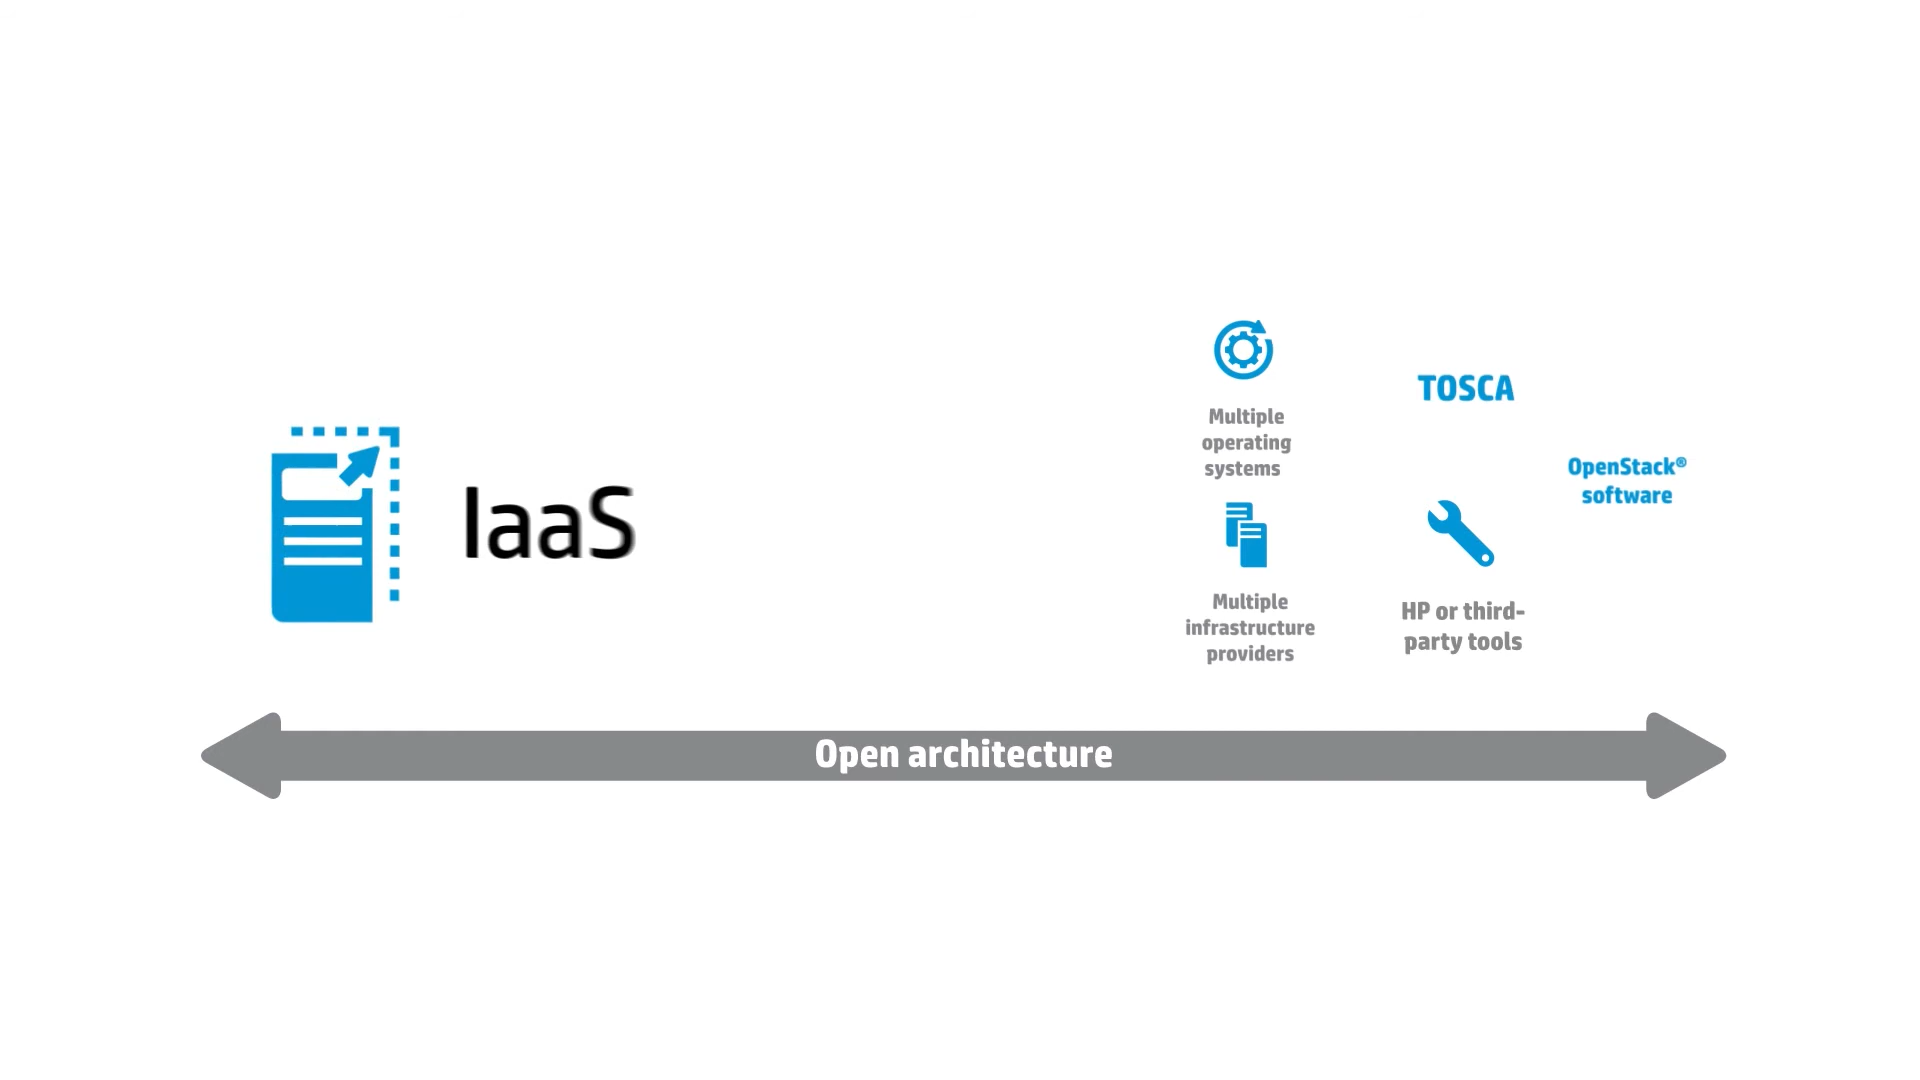 IaaS
Multiple
operating
systems
TOSCA
OpenStack®
software
Multiple
infrastructure
providers
HP or third-
party tools
Open architecture